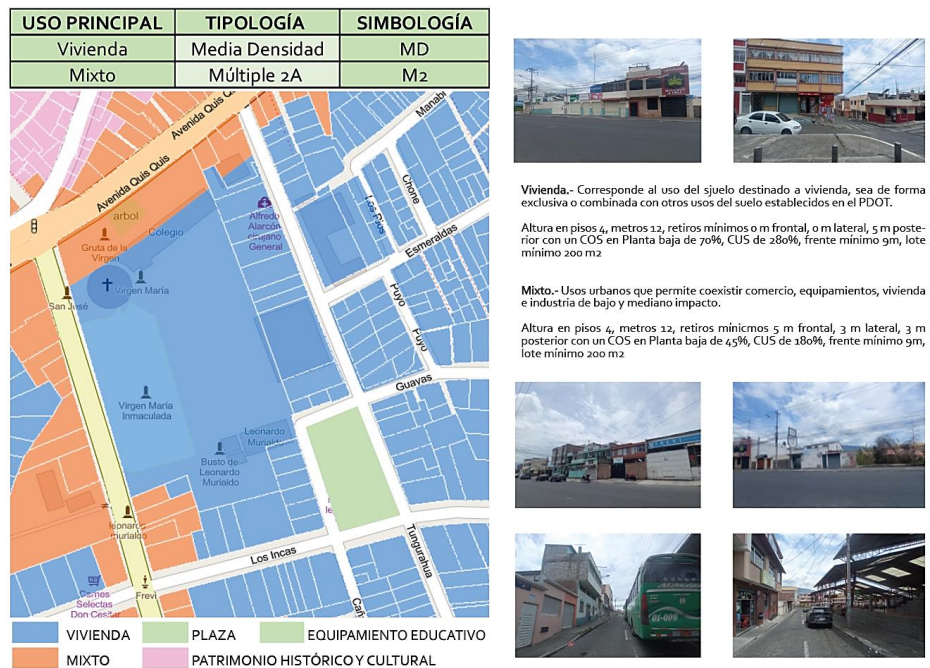 USO PRINCIPAL TIPOLOGÍA SIMBOLOGÍA
Vivienda Media Densidad MD
Mixto Múltiple 2A M2
Avenida Quis Quis
Avenida Quis Quis
Manabí
arbol
Colegio
Gruta de la
Virgen
Alfredo
Alarcón
cirujano
General
Los Ríos
Chone
Esmeraldas
Virgen María
San José
Puyo
Puyo
Guayas
Virgen María
Inmaculada
Leonardo
Murialdo
Busto de
Leonardo
Murialdo
leonardo
murialdo
Los Incas
Tungurahua
Carnes
Selectas
Don Cesitar
Frevi
VIVIENDA PLAZA EQUIPAMIENTO EDUCATIVO
MIXTO PATRIMONIO HISTÓRICO Y CULTURAL
Vivienda.- Corresponde al uso del sjuelo destinado a vivienda, sea de forma
exclusiva o combinada con otros usos del suelo establecidos en el PDOT.
Altura en pisos 4, metros 12, retiros mínimos 0 m frontal, 0 m lateral, 5 m poste-
rior con un COS en Planta baja de 70%, CUS de 280%, frente mínimo 9m, lote
mínimo 200 m2
Mixto.- Usos urbanos que permite coexistir comercio, equipamientos, vivienda
e industria de bajo y mediano impacto.
Altura en pisos 4, metros 12, retiros mínicmos 5 m frontal, 3 m lateral, 3 m
posterior con un COS en Planta baja de 45%, CUS de 180%, frente mínimo 9m,
lote mínimo 200 m2